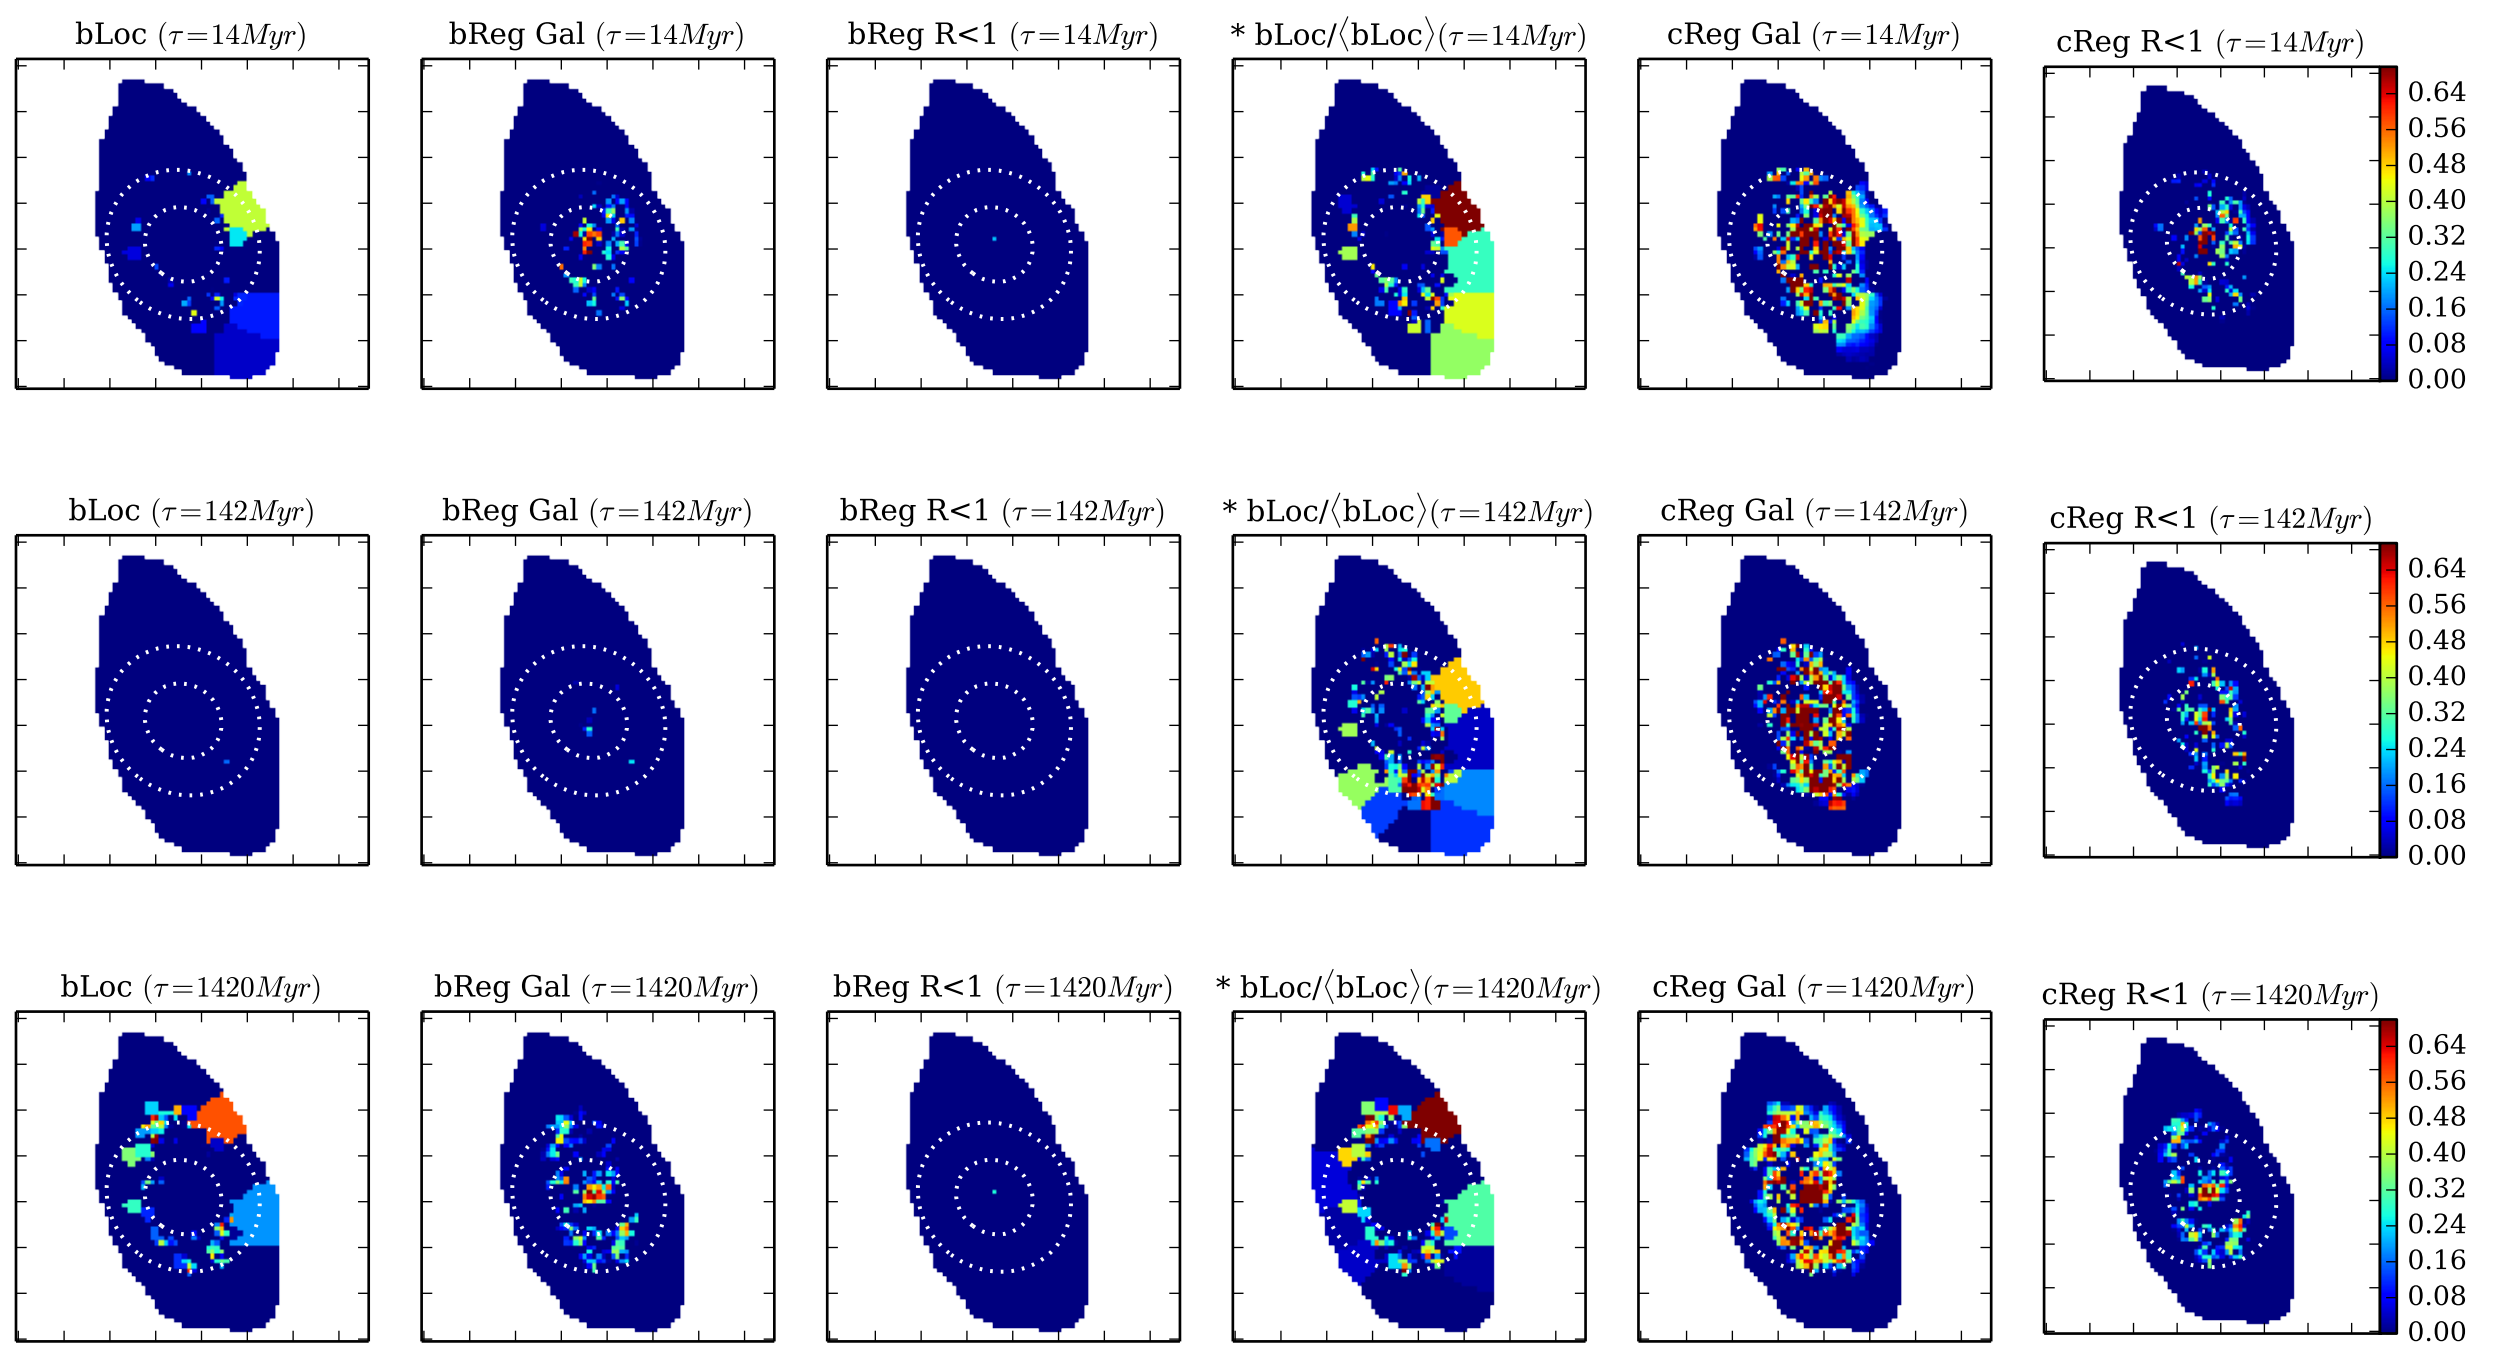 bLoc (τ=14Myr)
bReg Gal (τ=14Myr)
bReg R<1 (τ=14Myr)
* bLoc/⟨bLoc⟩(τ=14Myr)
cReg Gal (τ=14Myr)
cReg R<1 (τ=14Myr)
0.64
0.56
0.48
0.40
0.32
0.24
0.16
0.08
0.00
bLoc (τ=142Myr)
bReg Gal (τ=142Myr)
bReg R<1 (τ=142Myr)
* bLoc/⟨bLoc⟩(τ=142Myr)
cReg Gal (τ=142Myr)
cReg R<1 (τ=142Myr)
0.64
0.56
0.48
0.40
0.32
0.24
0.16
0.08
0.00
bLoc (τ=1420Myr)
bReg Gal (τ=1420Myr)
bReg R<1 (τ=1420Myr)
* bLoc/⟨bLoc⟩(τ=1420Myr)
cReg Gal (τ=1420Myr)
cReg R<1 (τ=1420Myr)
0.64
0.56
0.48
0.40
0.32
0.24
0.16
0.08
0.00